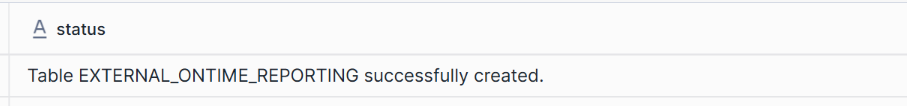 A status
Table EXTERNAL_ONTIME_REPORTING successfully created.